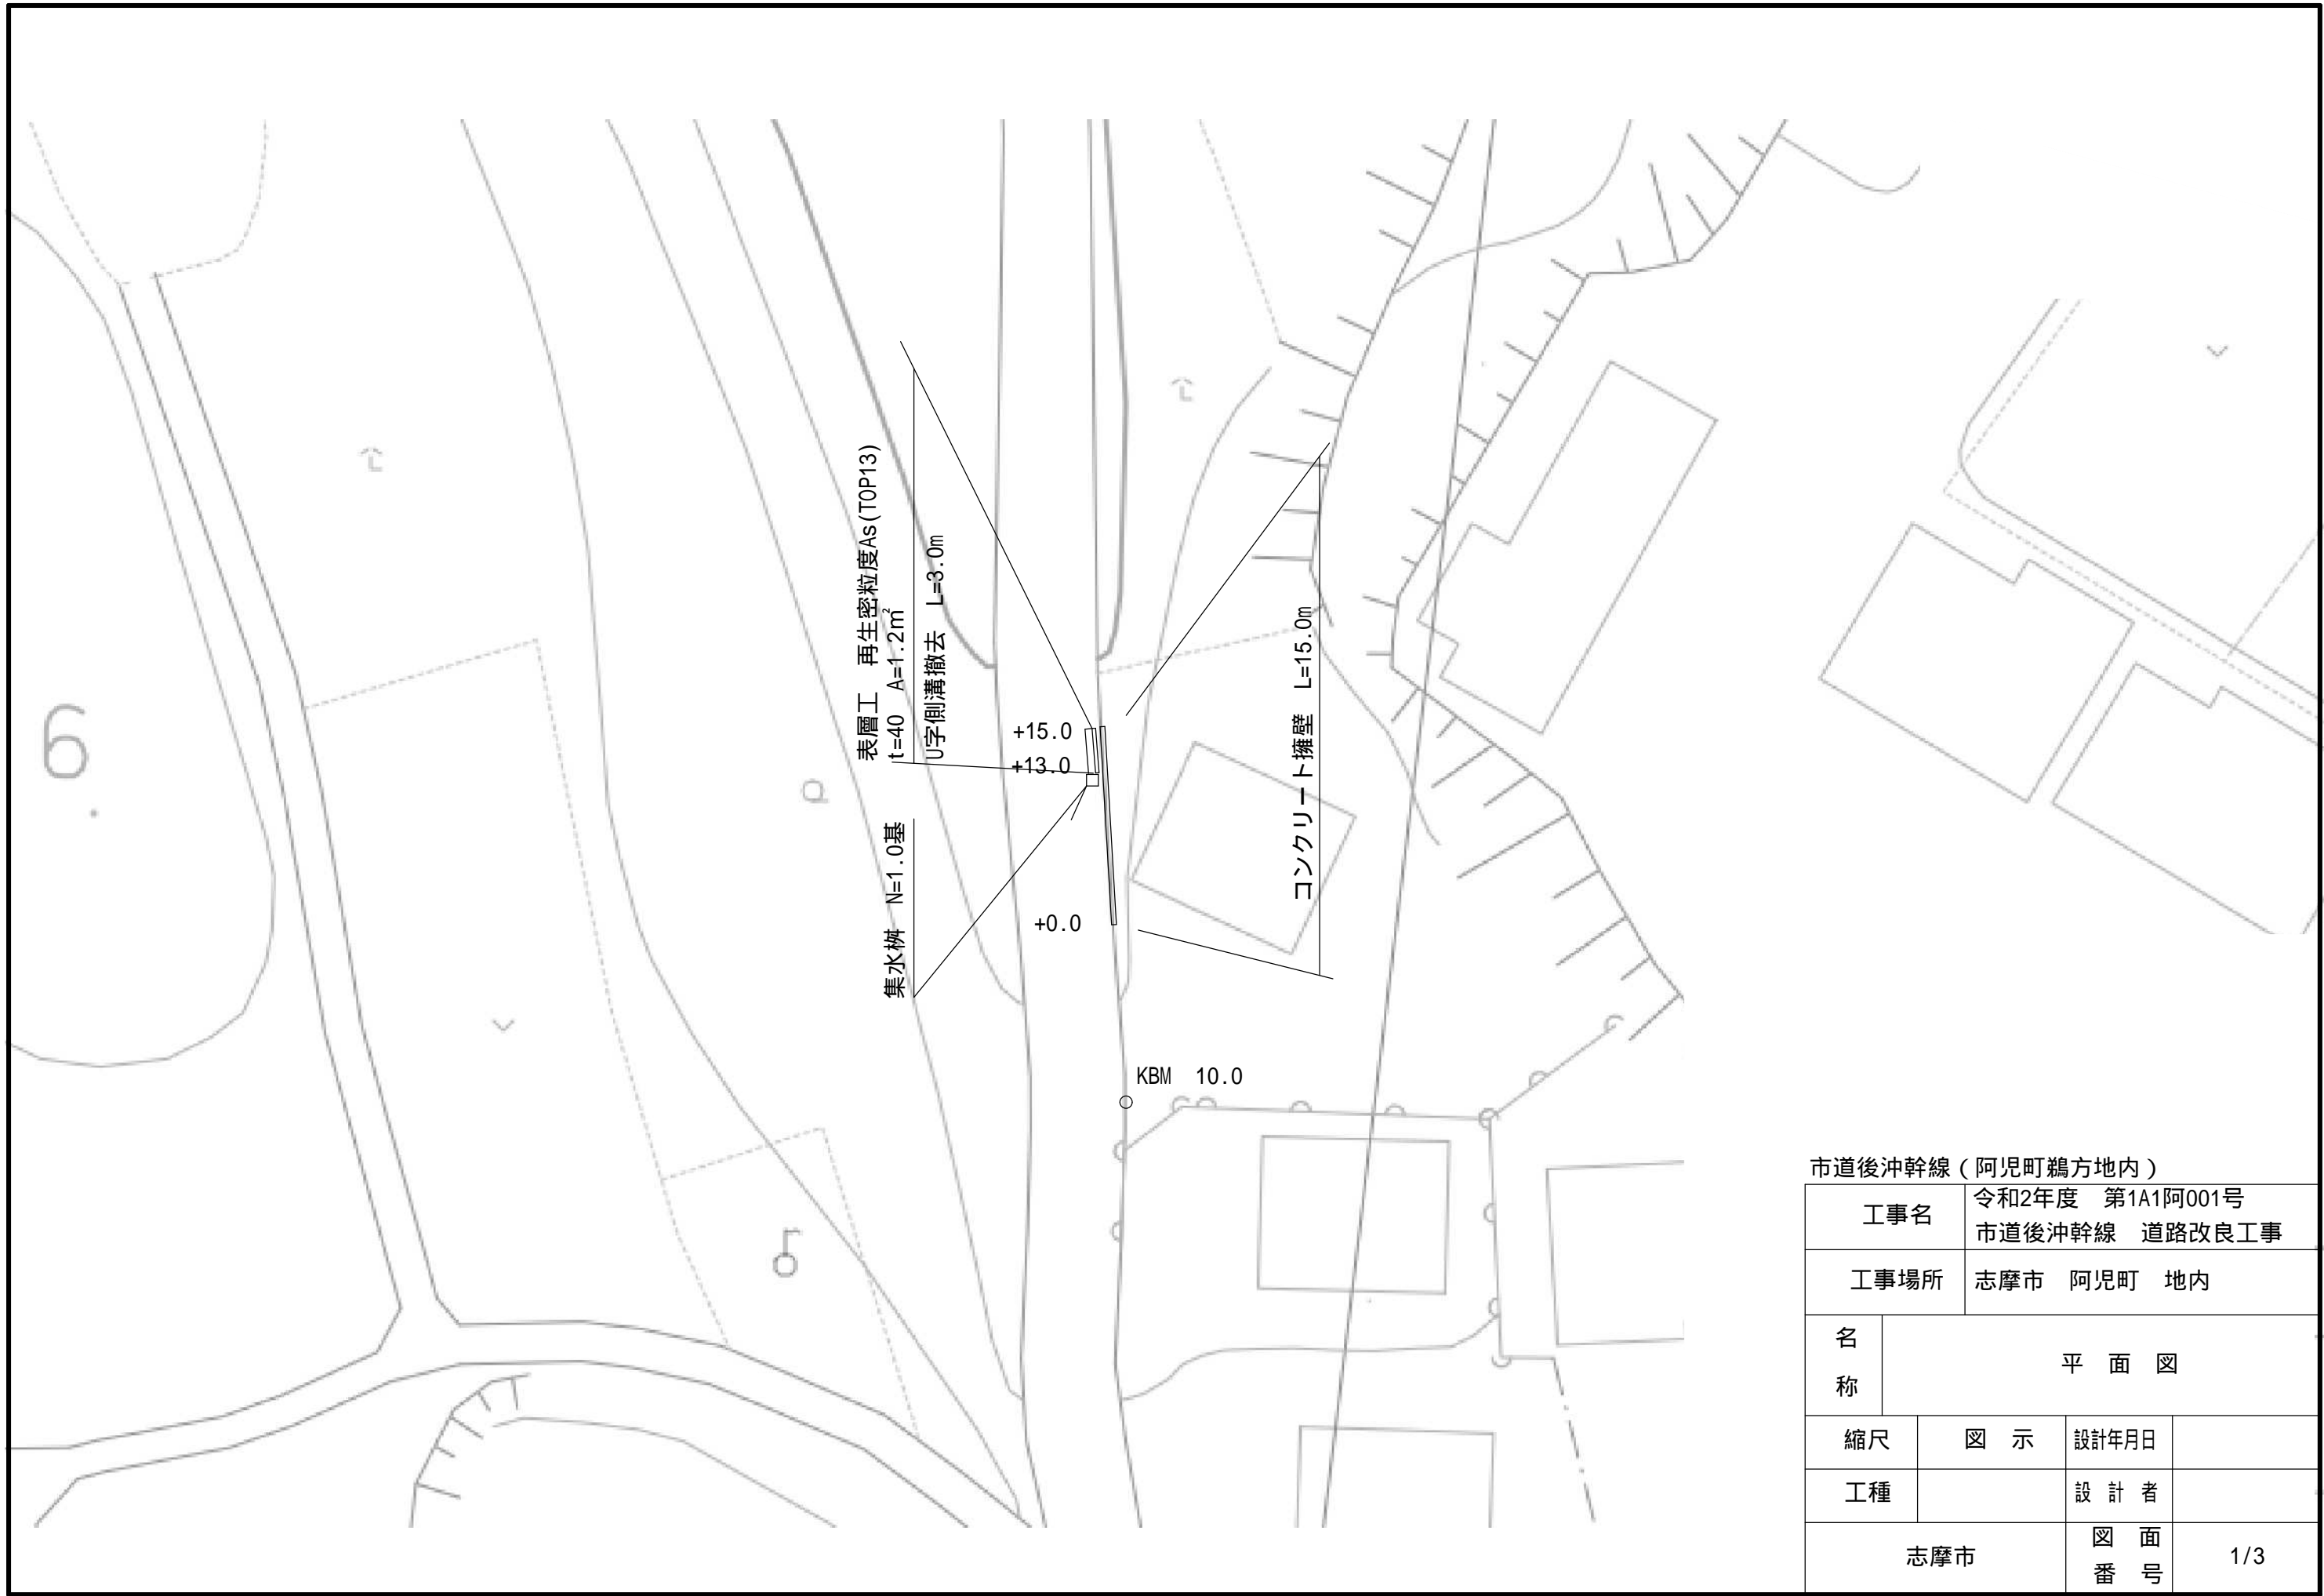 表層工　再生密粒度As(TOP13)
t=40　A=1.2m²
U字側溝撤去　L=3.0m
+15.0
+13.0
集水桝　N=1.0基
+0.0
コンクリート擁壁　L=15.0m
KBM　10.0
6.
市道後沖幹線（阿児町鵜方地内）
工事名　令和2年度　第1A1阿001号
市道後沖幹線　道路改良工事
工事場所　志摩市　阿児町　地内
名称　平　面　図
縮尺　図　示　設計年月日
工種　設　計　者
志摩市　図　面　番　号　1/3